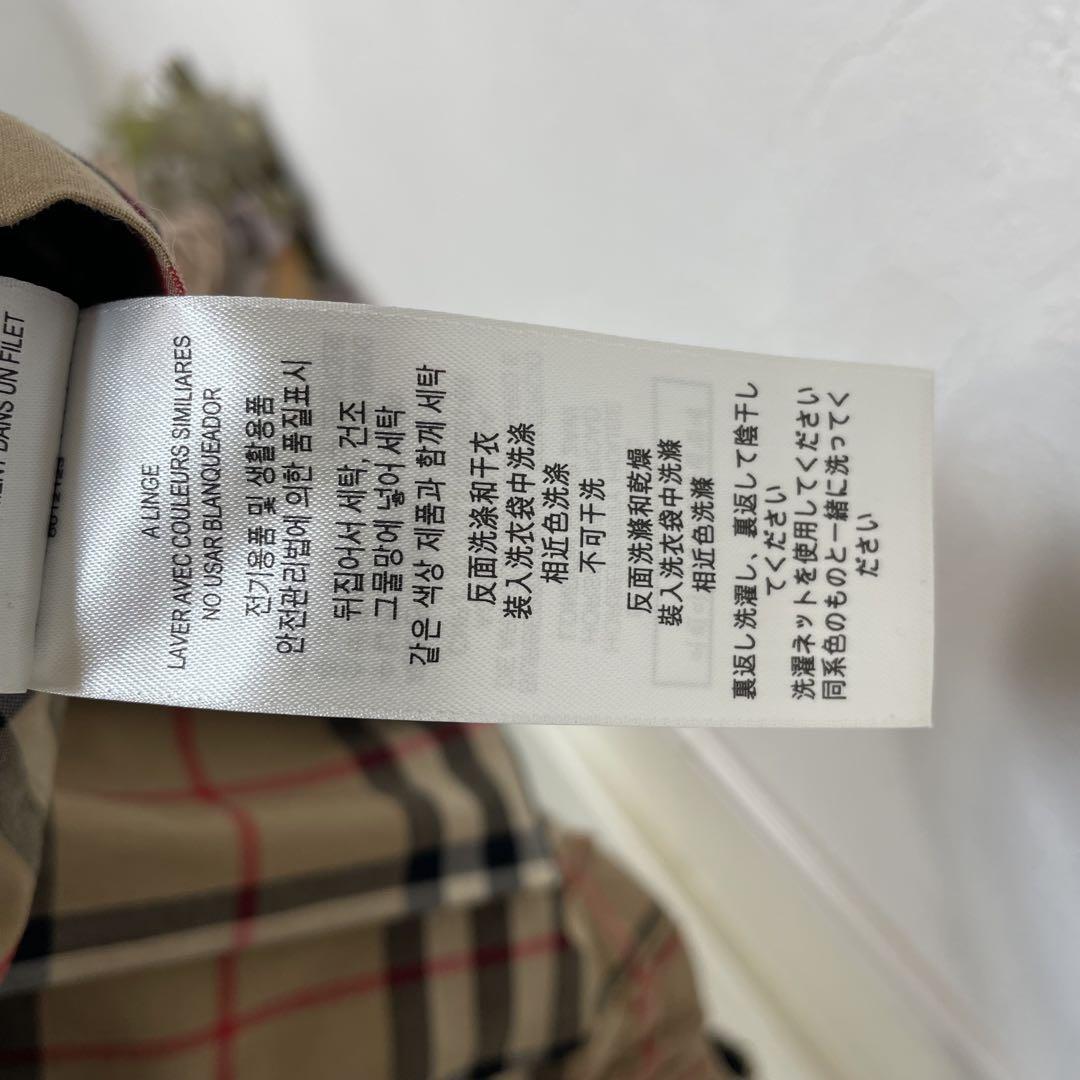 DANS UN FILET
A LINGE
LAVER AVEC COULEURS SIMILIARES
NO USAR BLANQUEADOR
전기용품 및 생활용품
안전관리법에 의한 품질표시
뒤집어서 세탁, 건조
그물망에 넣어 세탁
같은 색상 제품과 함께 세탁
反面洗涤和干衣
装入洗衣袋中洗涤
相近色洗涤
不可干洗
反面洗滌和乾燥
裝入洗衣袋中洗滌
相近色洗滌
裏返し洗濯し、裏返して陰干し
てください
洗濯ネットを使用してください
同系色のものと一緒に洗ってく
ださい